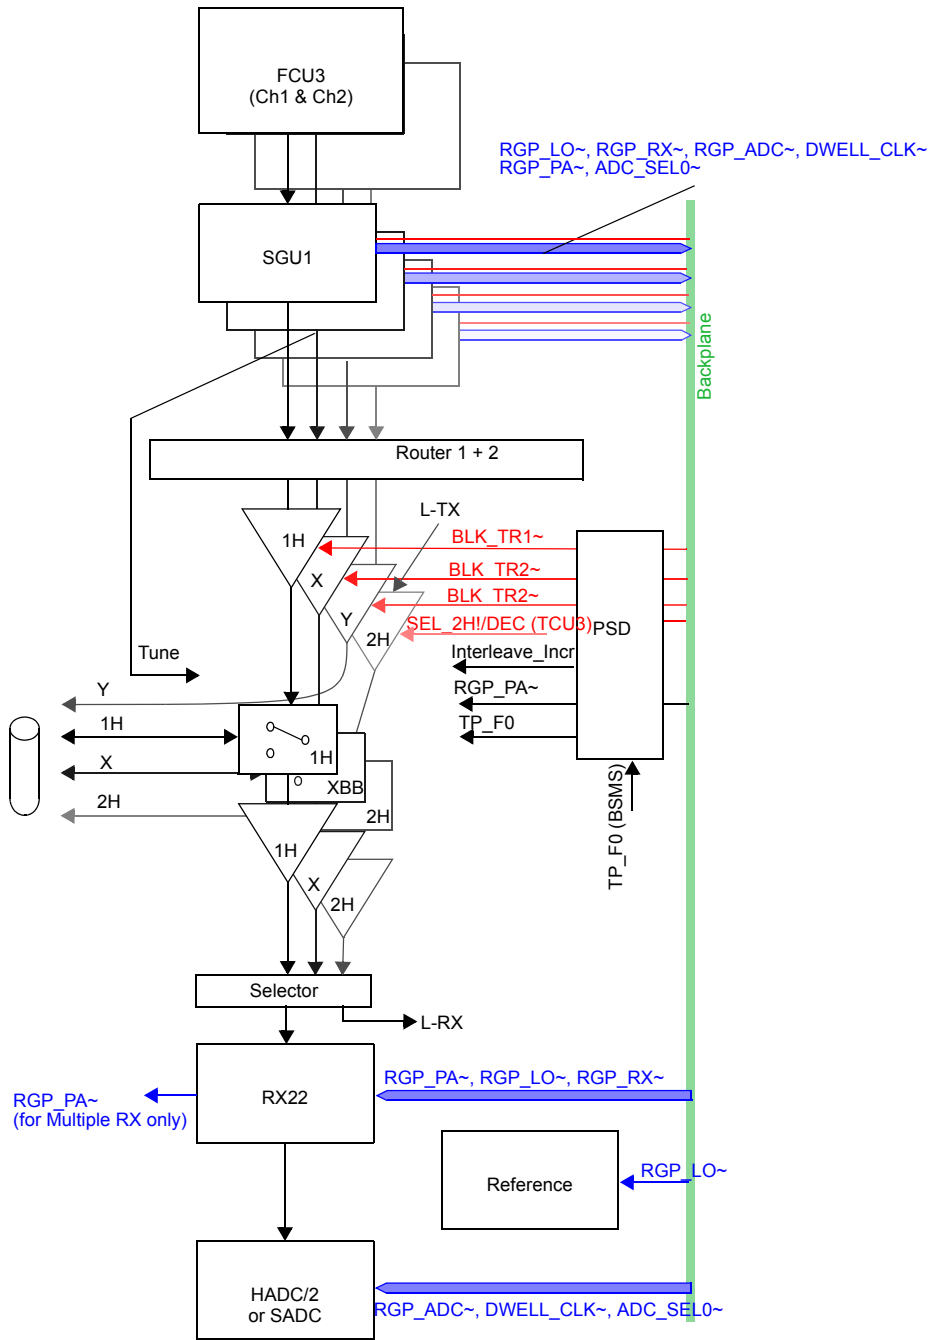 FCU3
(Ch1 & Ch2)
RGP_LO~, RGP_RX~, RGP_ADC~, DWELL_CLK~
RGP_PA~, ADC_SEL0~
SGU1
Backplane
Router 1 + 2
L-TX
1H
BLK_TR1~
X
BLK_TR2~
Y
BLK_TR2~
2H
SEL_2H!/DEC (TCU3)
PSD
Tune
Interleave_Incr
Y
RGP_PA~
1H
TP_F0
1H
X
XBB
2H
2H
TP_F0 (BSMS)
1H
X
2H
Selector
L-RX
RGP_PA~, RGP_LO~, RGP_RX~
RX22
RGP_PA~
(for Multiple RX only)
RGP_LO~
Reference
HADC/2
or SADC
RGP_ADC~, DWELL_CLK~, ADC_SEL0~